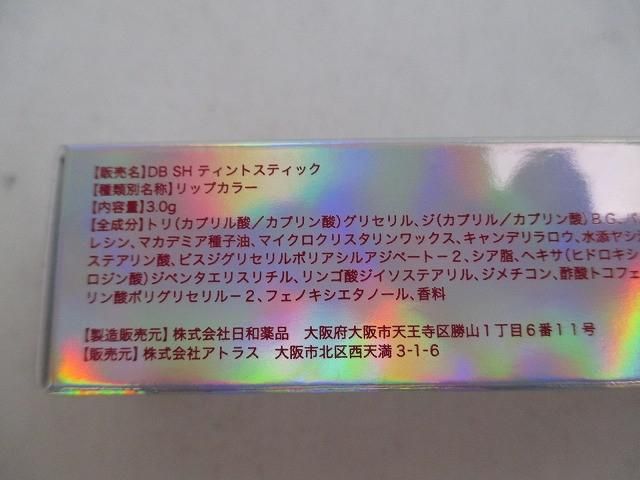 【販売名】DB SH ティントスティック
【種類別名称】リップカラー
【内容量】3.0g
【全成分】トリ(カプリル酸/カプリン酸)グリセリル、ジ(カプリル/カプリン酸)BG、
レシン、マカデミア種子油、マイクロクリスタリンワックス、キャンデリラロウ、水添ヤシ
ステアリン酸、ビスジグリセリルポリアシルアジペート-2、シア脂、ヘキサ(ヒドロキシ
ロジン酸)ジペンタエリスリチル、リンゴ酸ジイソステアリル、ジメチコン、酢酸トコフェ
リン酸ポリグリセリル-2、フェノキシエタノール、香料
【製造販売元】株式会社日和薬品 大阪府大阪市天王寺区勝山1丁目6番11号
【販売元】株式会社アトラス 大阪市北区西天満3-1-6